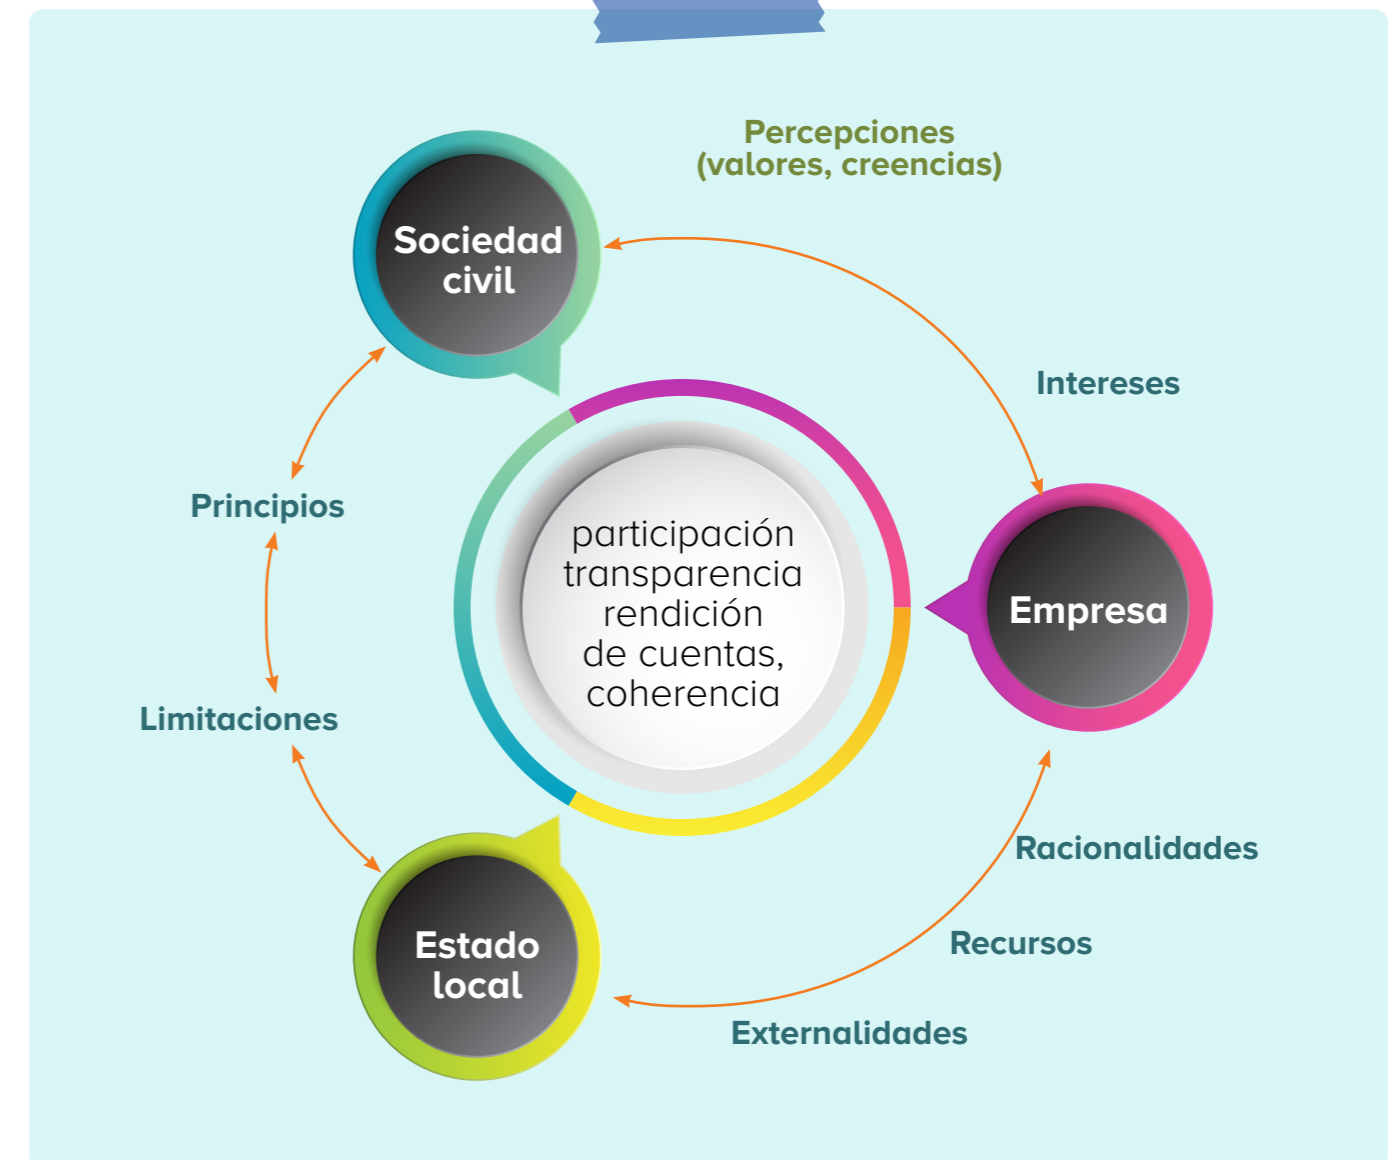 Percepciones
(valores, creencias)
Sociedad
civil
Intereses
Principios
participación
transparencia
rendición
de cuentas,
coherencia
Empresa
Limitaciones
Racionalidades
Estado
local
Recursos
Externalidades